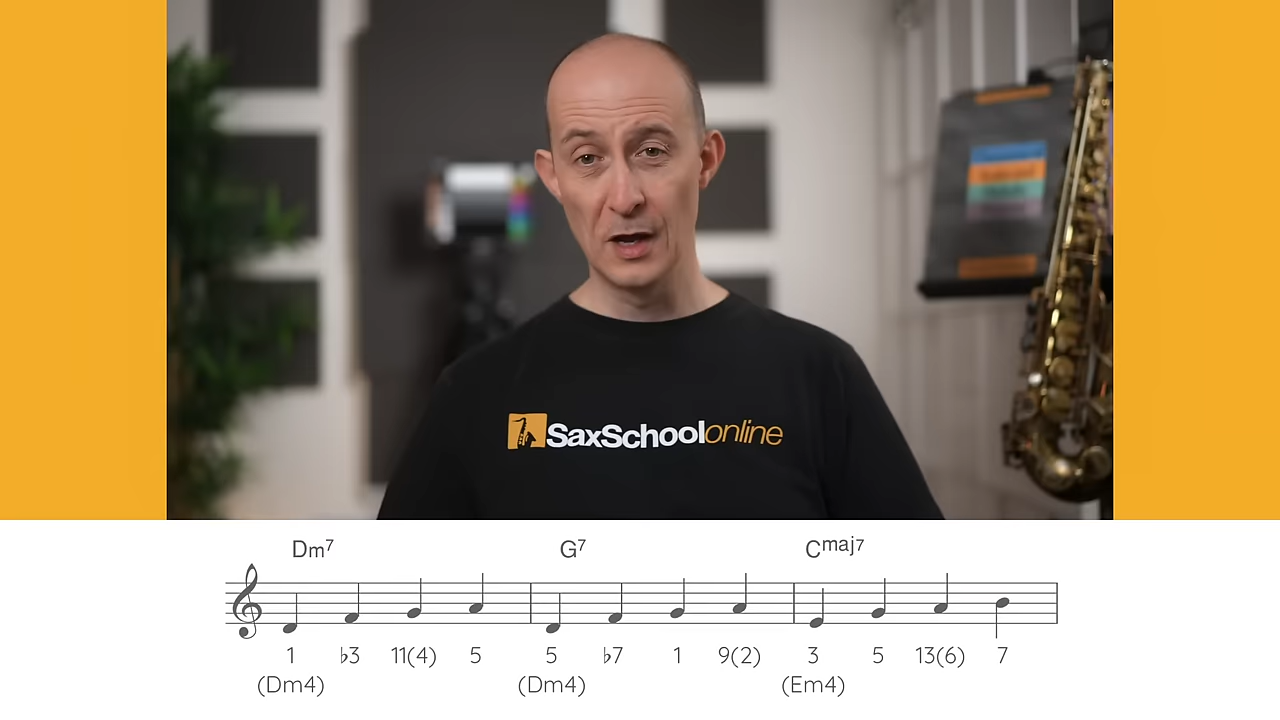 SaxSchoolonline
Dm7 G7 Cmaj7
1 ♭3 11(4) 5 5 ♭7 1 9(2) 3 5 13(6) 7
(Dm4) (Dm4) (Em4)